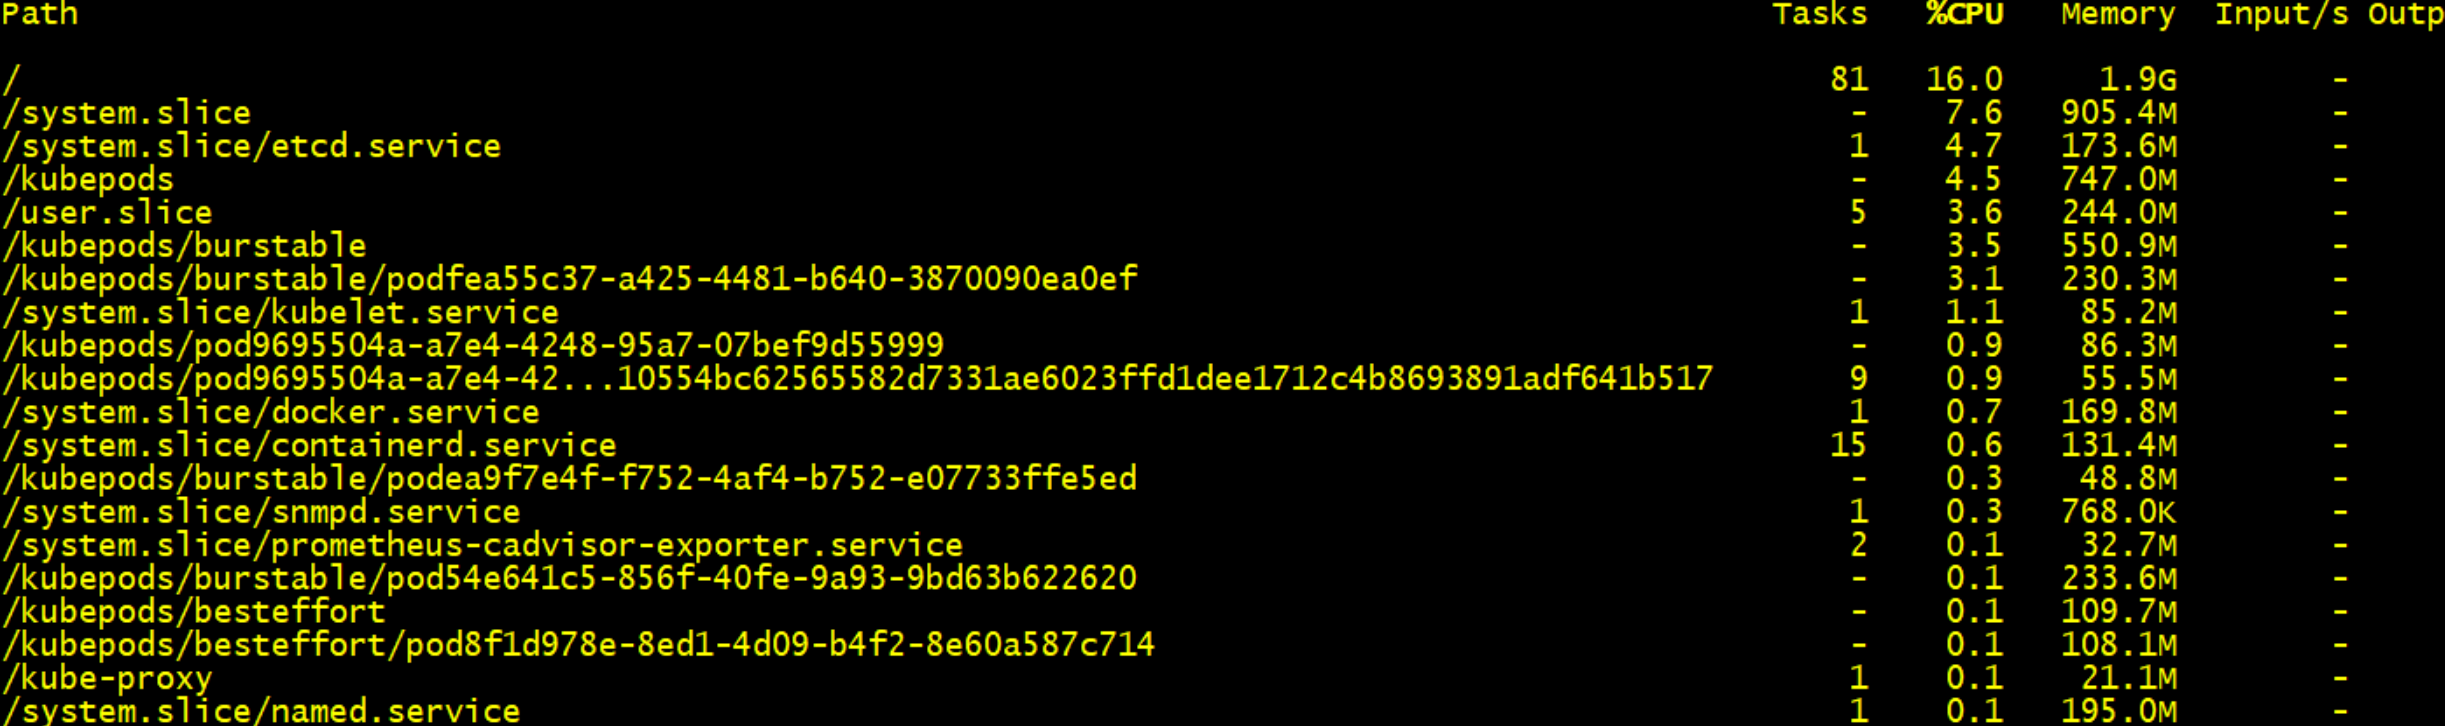 Path Tasks %CPU Memory Input/s Outp
/ 81 16.0 1.9G -
/system.slice - 7.6 905.4M -
/system.slice/etcd.service 1 4.7 173.6M -
/kubepods - 4.5 747.0M -
/user.slice 5 3.6 244.0M -
/kubepods/burstable - 3.5 550.9M -
/kubepods/burstable/podfea55c37-a425-4481-b640-3870090ea0ef - 3.1 230.3M -
/system.slice/kubelet.service 1 1.1 85.2M -
/kubepods/pod9695504a-a7e4-4248-95a7-07bef9d55999 - 0.9 86.3M -
/kubepods/pod9695504a-a7e4-42...10554bc62565582d7331ae6023ffd1dee1712c4b8693891adf641b517 9 0.9 55.5M -
/system.slice/docker.service 1 0.7 169.8M -
/system.slice/containerd.service 15 0.6 131.4M -
/kubepods/burstable/podea9f7e4f-f752-4af4-b752-e07733ffe5ed - 0.3 48.8M -
/system.slice/snmpd.service 1 0.3 768.0K -
/system.slice/prometheus-cadvisor-exporter.service 2 0.1 32.7M -
/kubepods/burstable/pod54e641c5-856f-40fe-9a93-9bd63b622620 - 0.1 233.6M -
/kubepods/besteffort - 0.1 109.7M -
/kubepods/besteffort/pod8f1d978e-8ed1-4d09-b4f2-8e60a587c714 - 0.1 108.1M -
/kube-proxy 1 0.1 21.1M -
/system.slice/named.service 1 0.1 195.0M -